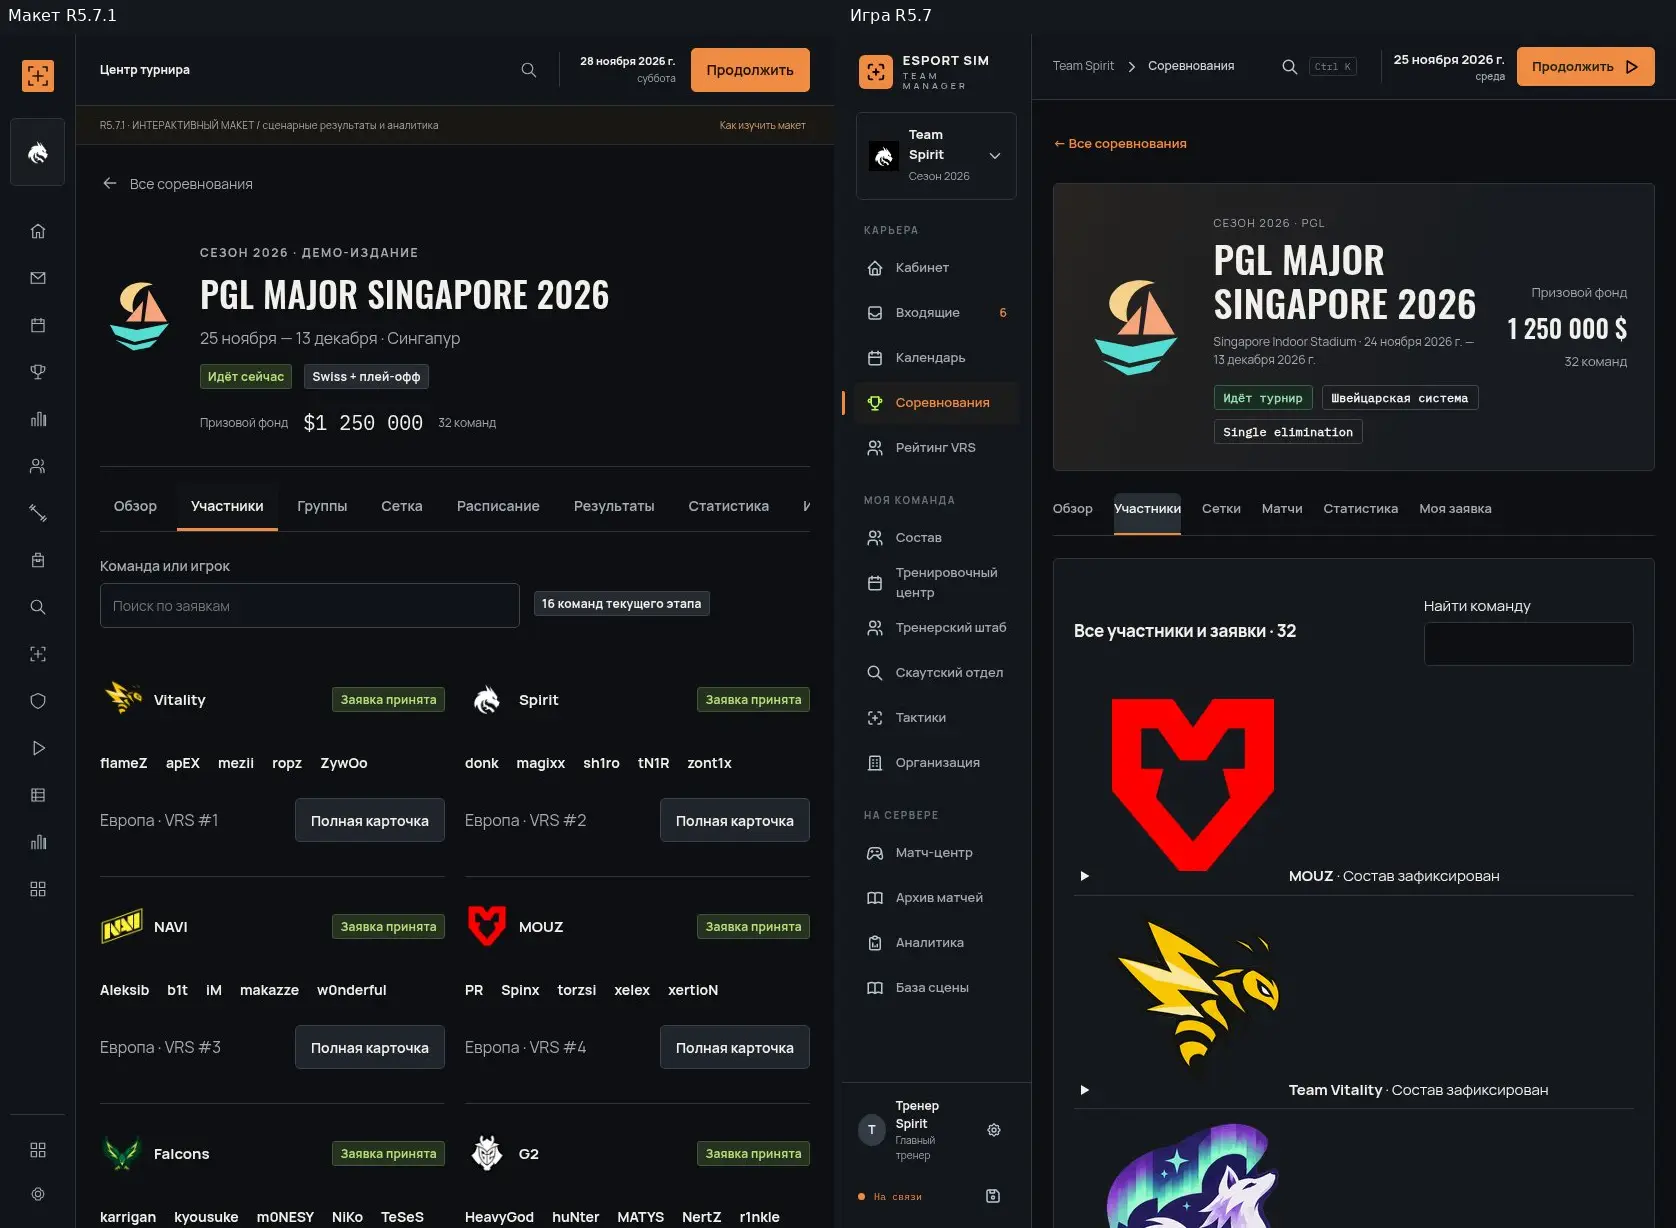 Макет R5.7.1
Центр турнира
28 ноября 2026 г.
суббота
Продолжить
R5.7.1 · ИНТЕРАКТИВНЫЙ МАКЕТ / сценарные результаты и аналитика
Как изучить макет
← Все соревнования
СЕЗОН 2026 · ДЕМО-ИЗДАНИЕ
PGL MAJOR SINGAPORE 2026
25 ноября — 13 декабря · Сингапур
Идёт сейчас
Swiss + плей-офф
Призовой фонд $1 250 000 32 команд
Обзор Участники Группы Сетка Расписание Результаты Статистика
Команда или игрок
Поиск по заявкам
16 команд текущего этапа
Vitality
Заявка принята
flameZ apEX mezii ropz ZywOo
Европа · VRS #1
Полная карточка
Spirit
Заявка принята
donk magixx sh1ro tN1R zont1x
Европа · VRS #2
Полная карточка
NAVI
Заявка принята
Aleksib b1t iM makazze w0nderful
Европа · VRS #3
Полная карточка
MOUZ
Заявка принята
PR Spinx torzsi xelex xertioN
Европа · VRS #4
Полная карточка
Falcons
Заявка принята
karrigan kyousuke m0NESY NiKo TeSeS
G2
Заявка принята
HeavyGod huNter MATYS NertZ r1nkle
Игра R5.7
ESPORT SIM
TEAM
MANAGER
Team
Spirit
Сезон 2026
КАРЬЕРА
Кабинет
Входящие 6
Календарь
Соревнования
Рейтинг VRS
МОЯ КОМАНДА
Состав
Тренировочный
центр
Тренерский штаб
Скаутский отдел
Тактики
Организация
НА СЕРВЕРЕ
Матч-центр
Архив матчей
Аналитика
База сцены
Т
Тренер
Spirit
Главный
тренер
На связи
Team Spirit > Соревнования
Ctrl K
25 ноября 2026 г.
среда
Продолжить
← Все соревнования
СЕЗОН 2026 · PGL
PGL MAJOR
SINGAPORE 2026
Singapore Indoor Stadium · 24 ноября 2026 г. —
13 декабря 2026 г.
Идёт турнир
Швейцарская система
Single elimination
Призовой фонд
1 250 000 $
32 команд
Обзор Участники Сетки Матчи Статистика Моя заявка
Все участники и заявки · 32
Найти команду
MOUZ · Состав зафиксирован
Team Vitality · Состав зафиксирован